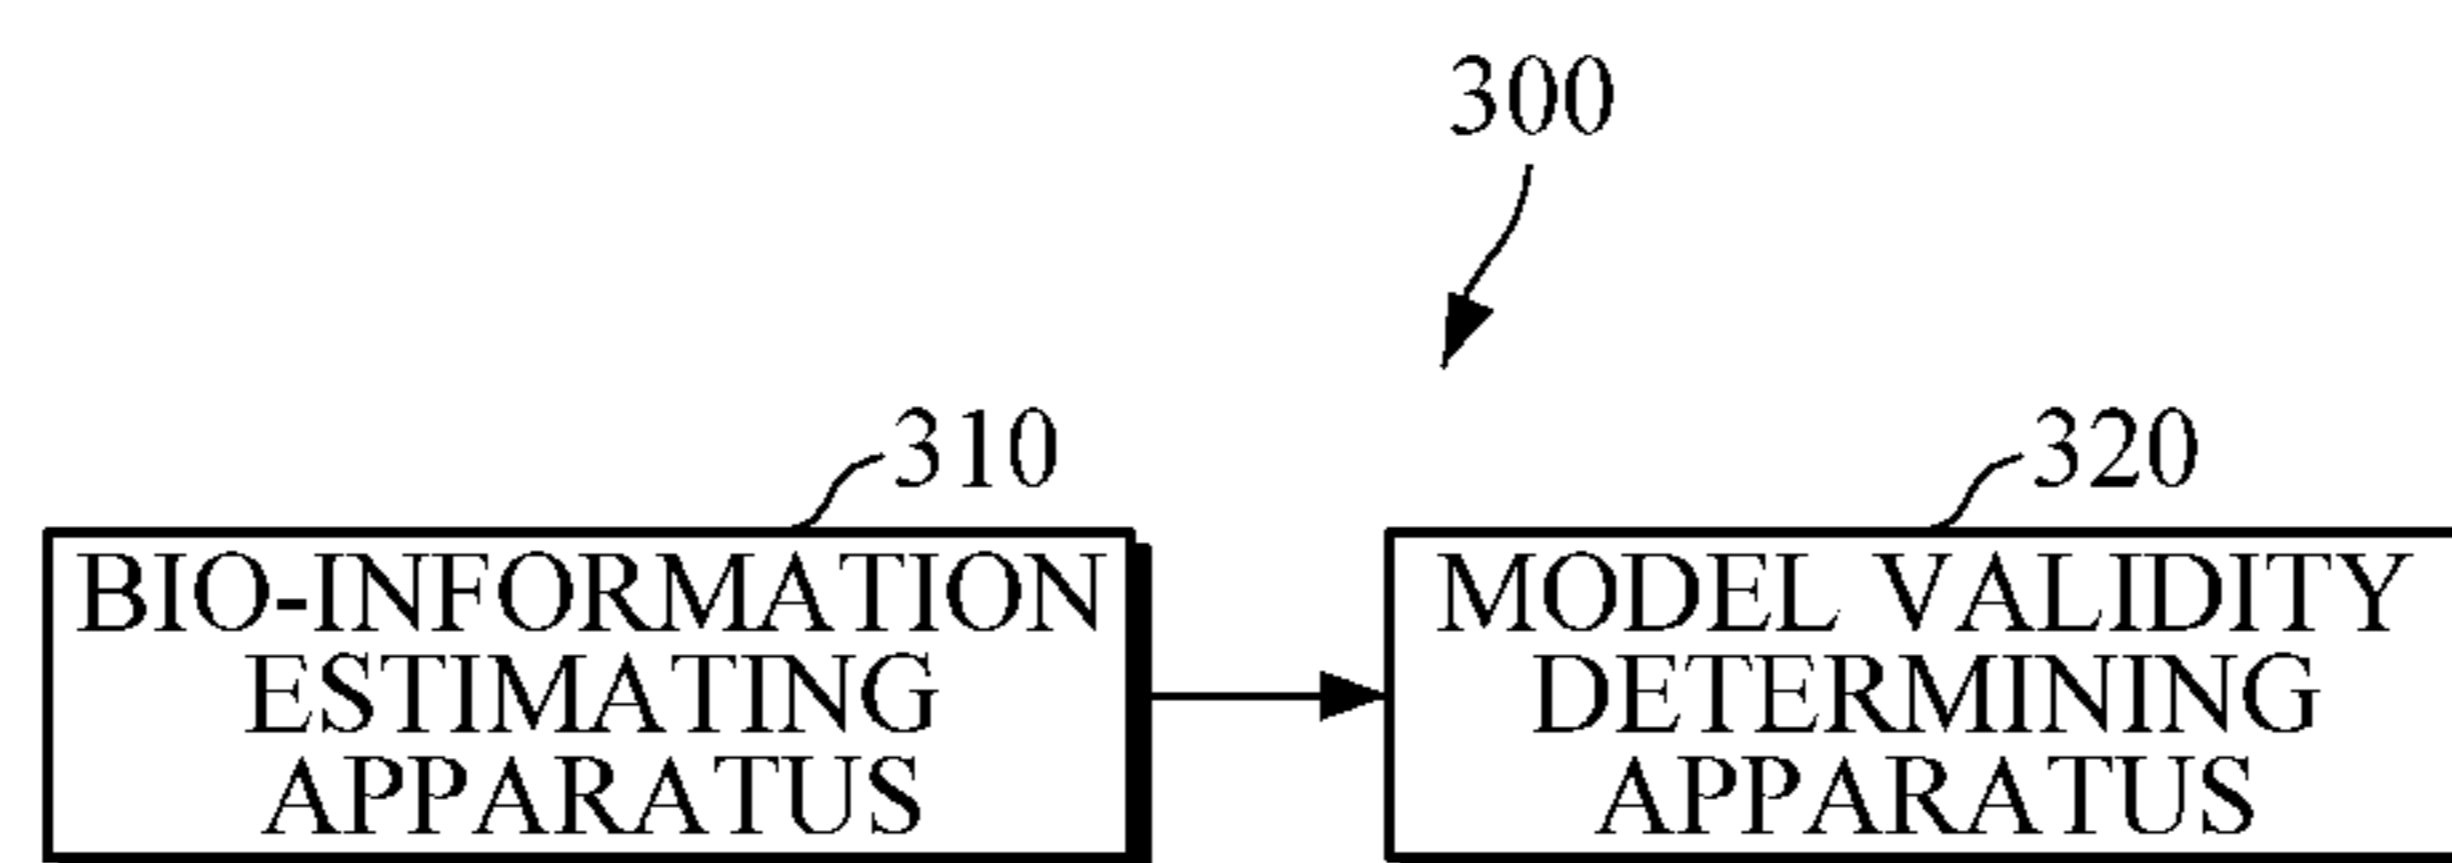 300
310
320
BIO-INFORMATION
ESTIMATING
APPARATUS
MODEL VALIDITY
DETERMINING
APPARATUS